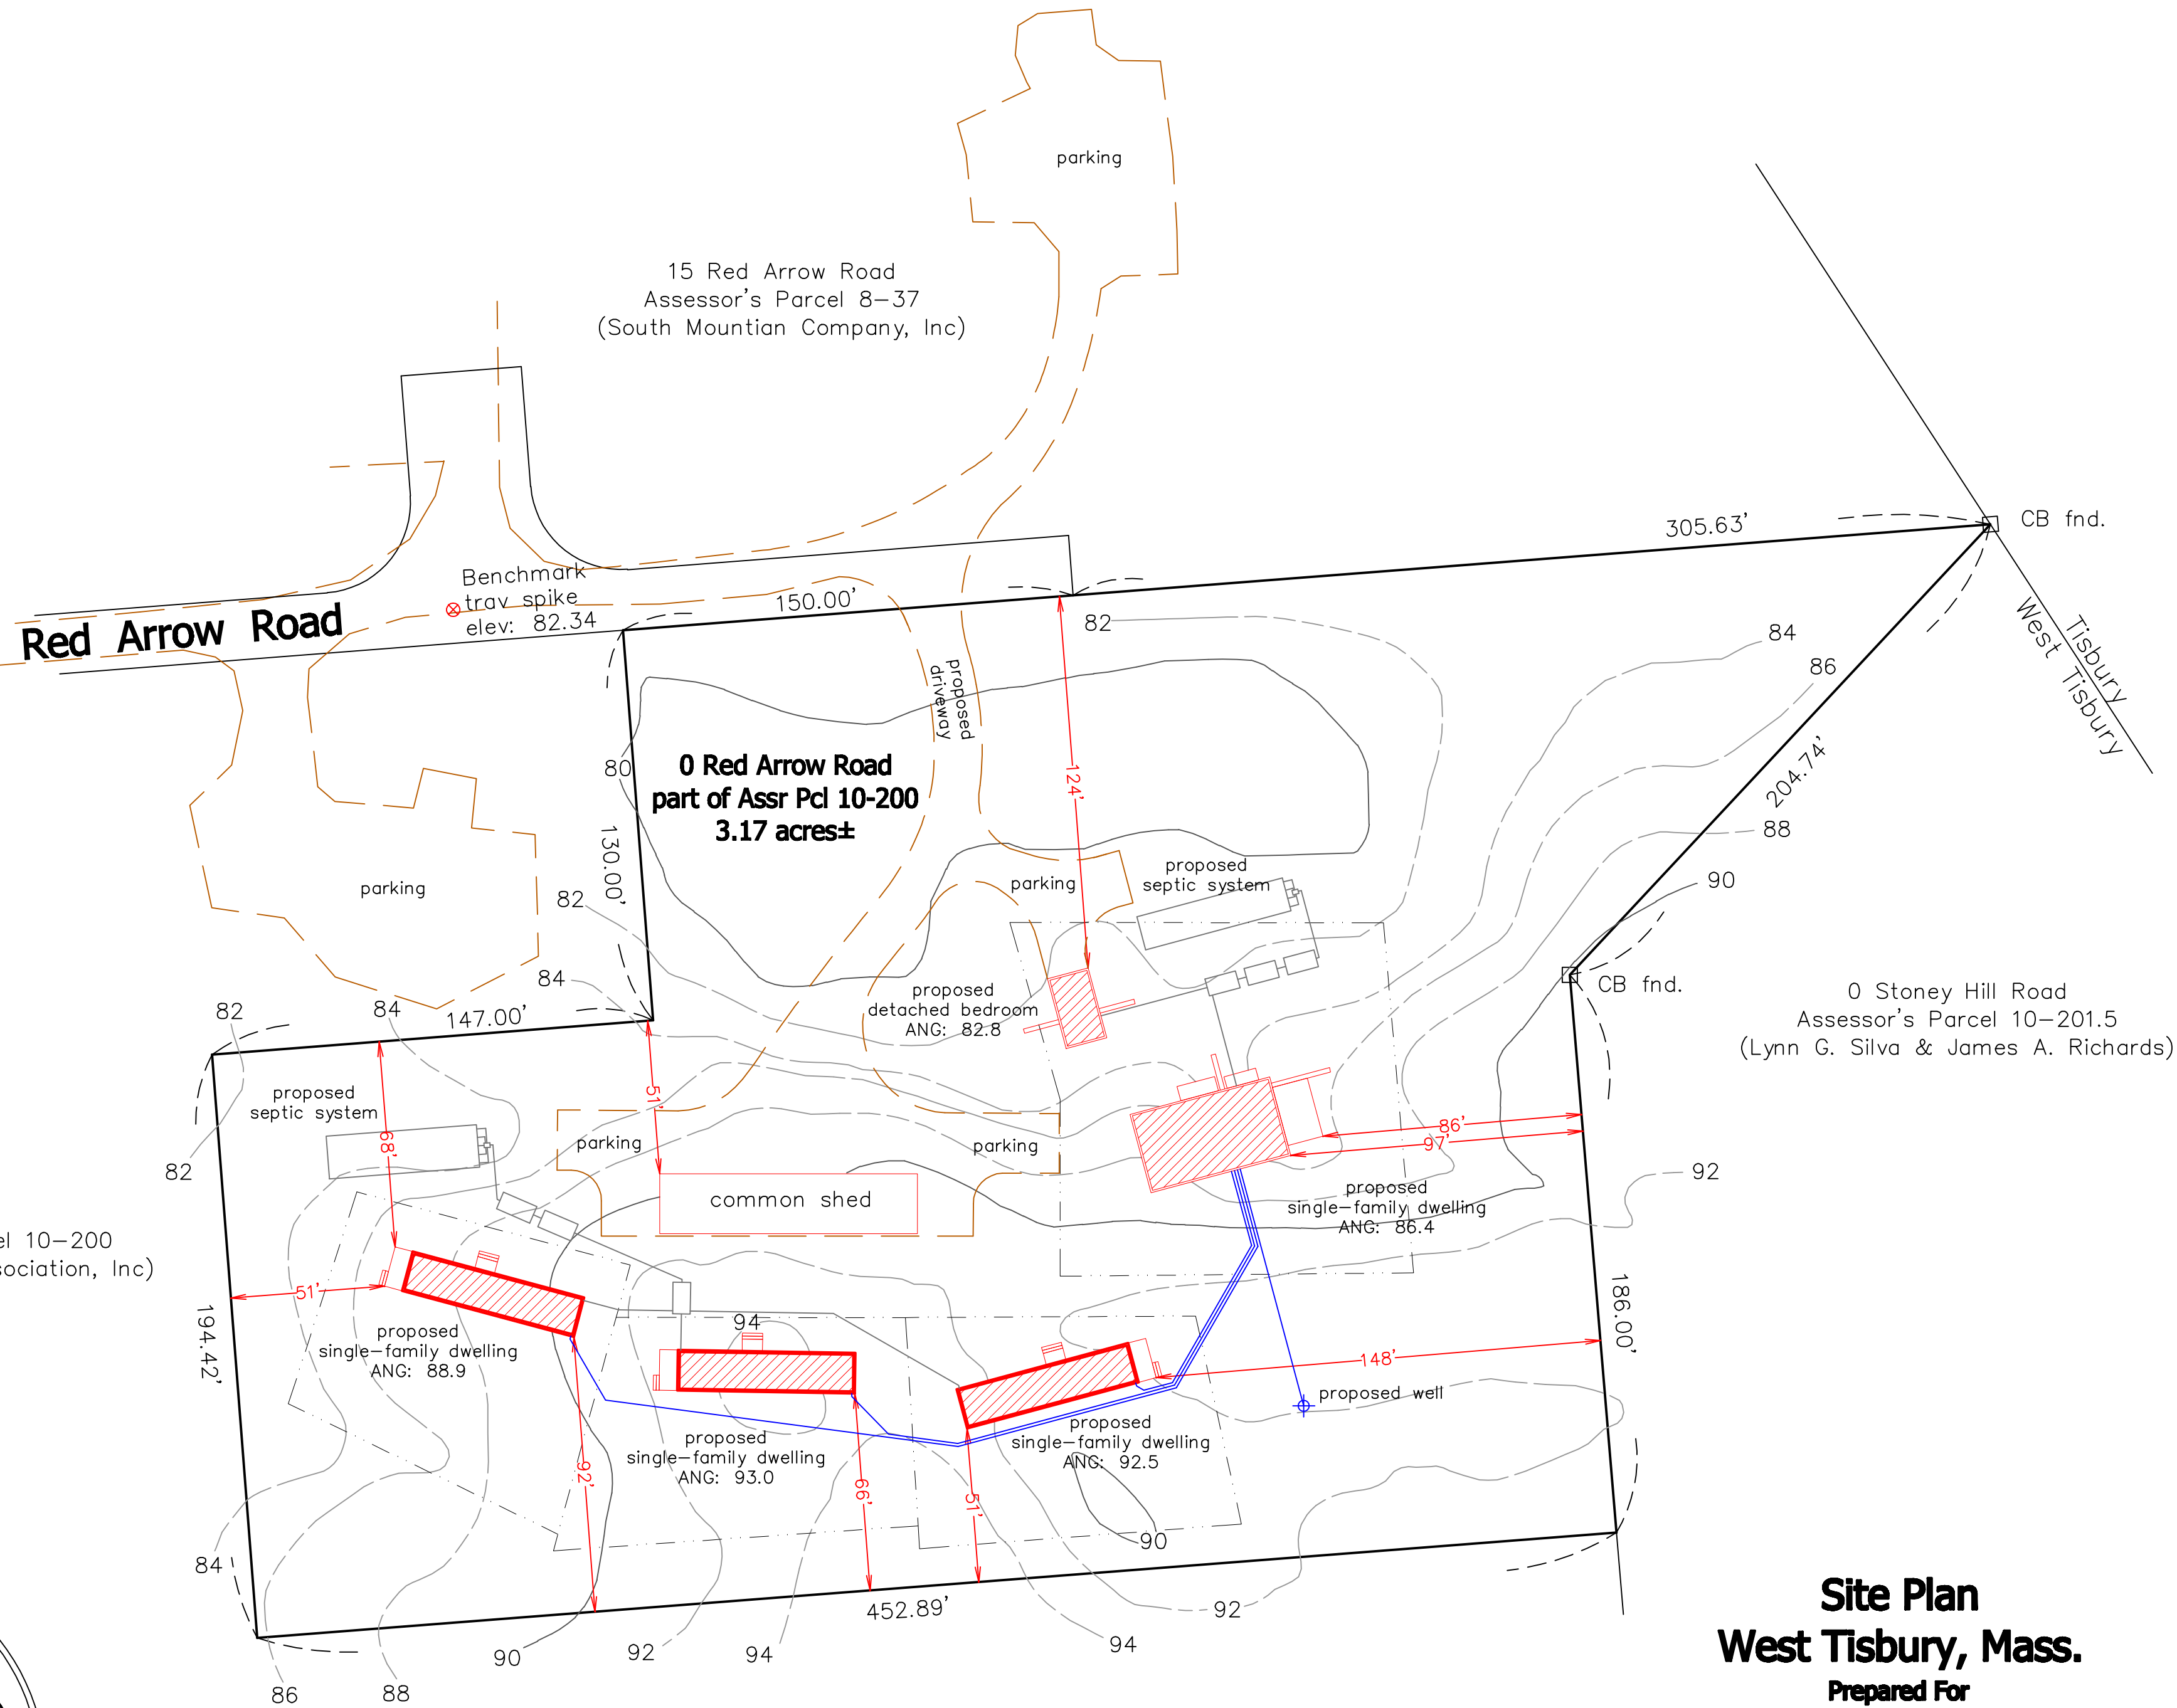 parking
15 Red Arrow Road
Assessor's Parcel 8-37
(South Mountian Company, Inc)
305.63'
CB fnd.
Tisbury
West Tisbury
Benchmark
trav spike
elev: 82.34
Red Arrow Road
150.00'
82
84
86
proposed
driveway
124'
204.74'
80
0 Red Arrow Road
part of Assr Pcl 10-200
3.17 acres±
88
130.00'
parking
82
parking
proposed
septic system
90
84
CB fnd.
0 Stoney Hill Road
Assessor's Parcel 10-201.5
(Lynn G. Silva & James A. Richards)
proposed
detached bedroom
ANG: 82.8
82
84
147.00'
proposed
septic system
51'
68'
parking
parking
86'
97'
82
92
common shed
proposed
single-family dwelling
ANG: 86.4
el 10-200
sociation, Inc)
51'
194.42'
186.00'
proposed
single-family dwelling
ANG: 88.9
94
148'
proposed well
proposed
single-family dwelling
ANG: 93.0
proposed
single-family dwelling
ANG: 92.5
92'
66'
51'
90
84
452.89'
92
94
90
92
94
86
88
Site Plan
West Tisbury, Mass.
Prepared For